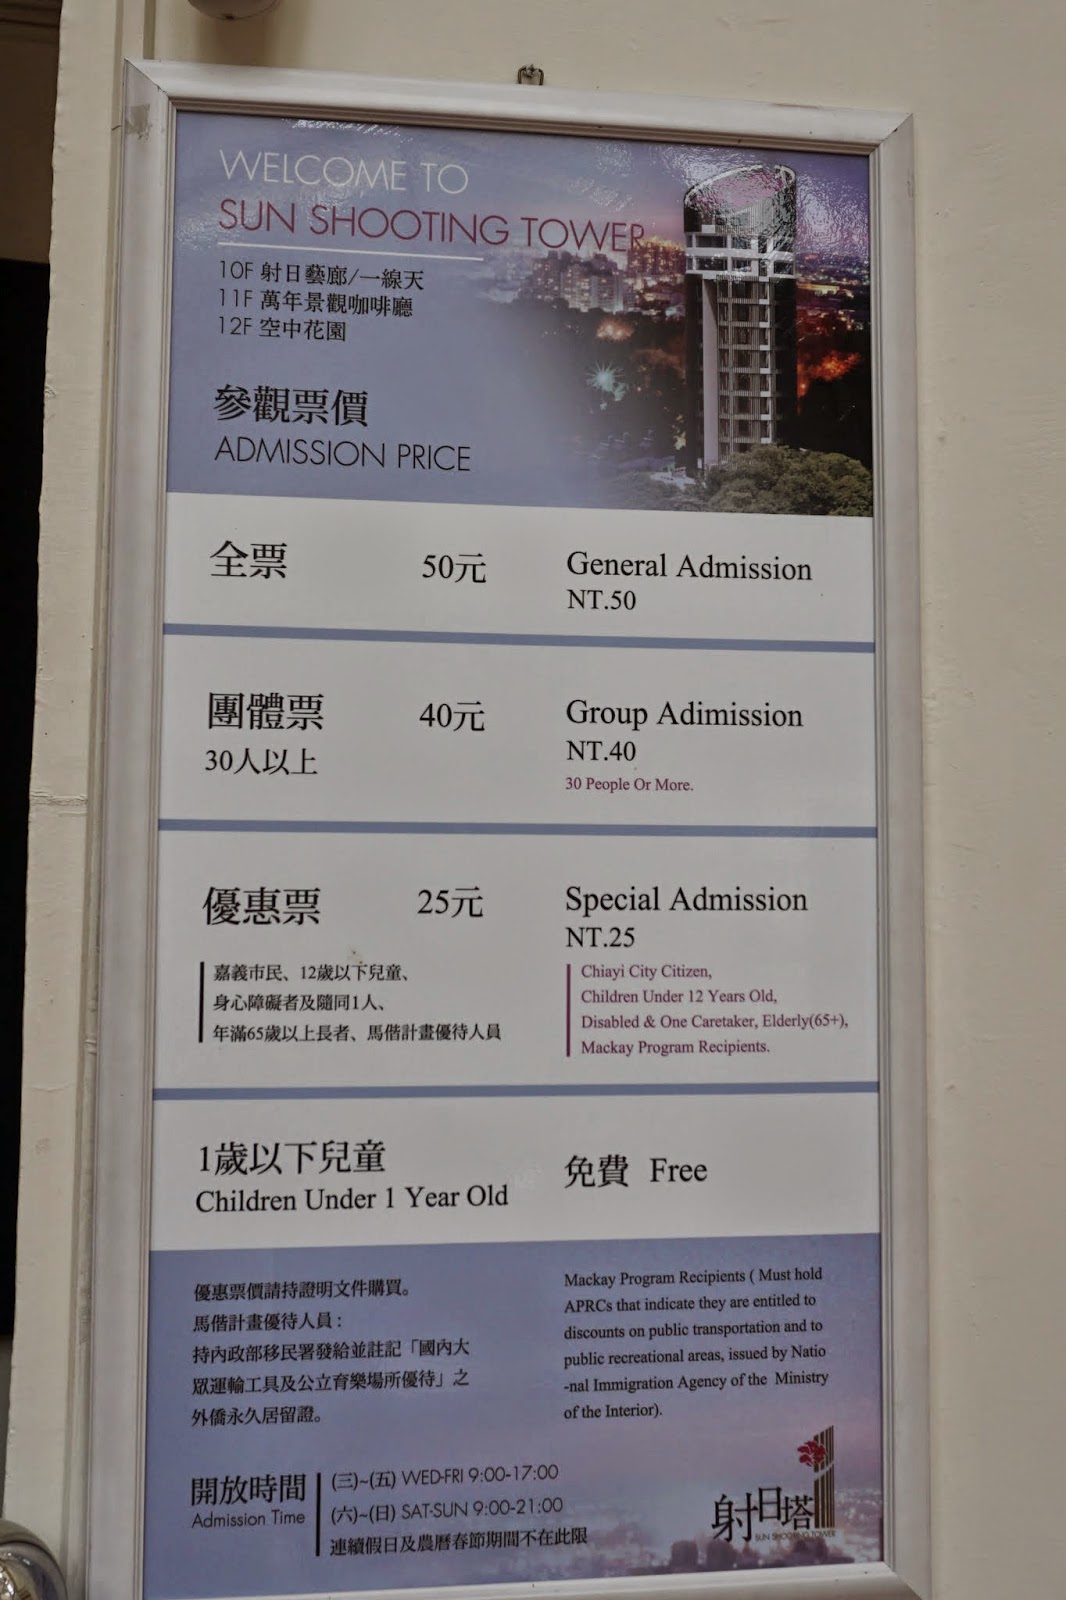 WELCOME TO
SUN SHOOTING TOWER
10F 射日藝廊/一線天
11F 萬年景觀咖啡廳
12F 空中花園
參觀票價
ADMISSION PRICE
全票 50元 General Admission
NT.50
團體票 40元 Group Adimission
30人以上 NT.40
30 People Or More.
優惠票 25元 Special Admission
NT.25
嘉義市民、12歲以下兒童、
身心障礙者及隨同1人、
年滿65歲以上長者、馬偕計畫優待人員
Chiayi City Citizen,
Children Under 12 Years Old,
Disabled & One Caretaker, Elderly(65+),
Mackay Program Recipients.
1歲以下兒童 免費 Free
Children Under 1 Year Old
優惠票價請持證明文件購買。
馬偕計畫優待人員：
持內政部移民署發給並註記「國內大
眾運輸工具及公立育樂場所優待」之
外僑永久居留證。
Mackay Program Recipients ( Must hold
APRCs that indicate they are entitled to
discounts on public transportation and to
public recreational areas, issued by Natio
-nal Immigration Agency of the Ministry
of the Interior).
開放時間
Admission Time
(三)~(五) WED-FRI 9:00-17:00
(六)~(日) SAT-SUN 9:00-21:00
連續假日及農曆春節期間不在此限
射日塔
SUN SHOOTING TOWER